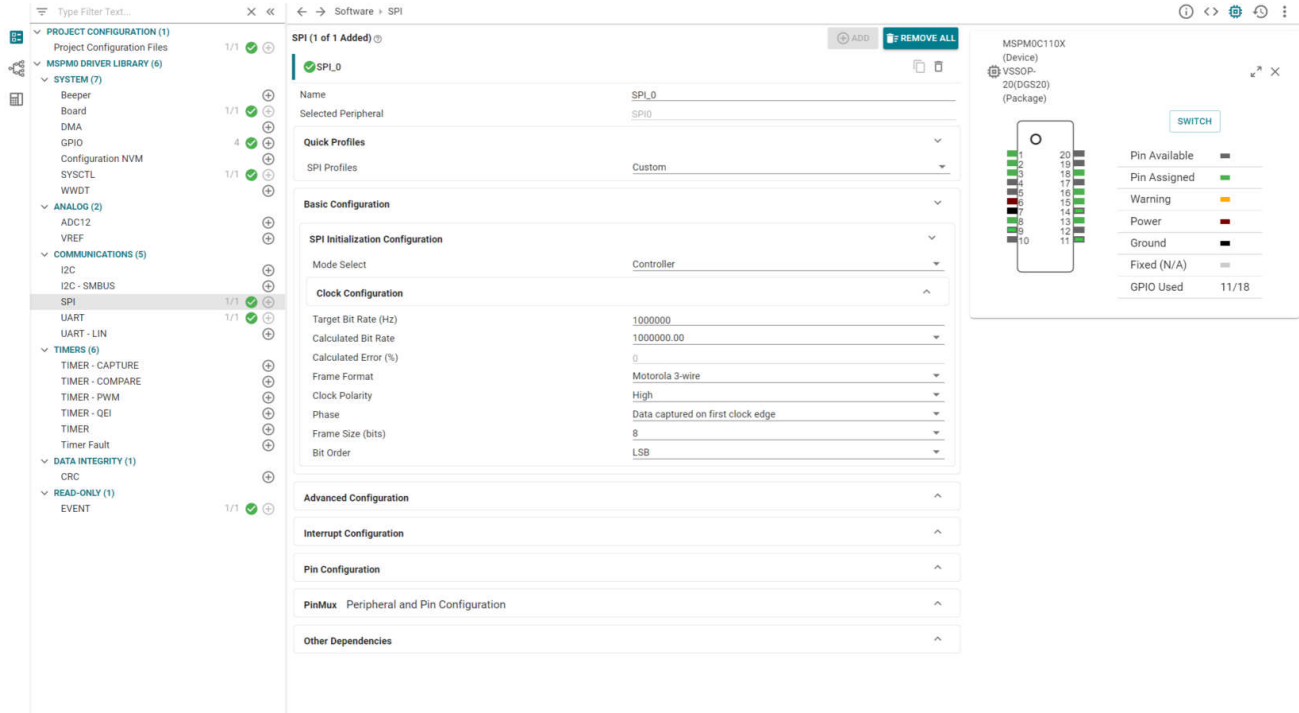 Type Filter Text...
PROJECT CONFIGURATION (1)
Project Configuration Files 1/1
MSPM0 DRIVER LIBRARY (6)
SYSTEM (7)
Beeper
Board 1/1
DMA
GPIO 4
Configuration NVM
SYSCTL 1/1
WWDT
ANALOG (2)
ADC12
VREF
COMMUNICATIONS (5)
I2C
I2C - SMBUS
SPI 1/1
UART 1/1
UART - LIN
TIMERS (6)
TIMER - CAPTURE
TIMER - COMPARE
TIMER - PWM
TIMER - QEI
TIMER
Timer Fault
DATA INTEGRITY (1)
CRC
READ-ONLY (1)
EVENT 1/1
Software › SPI
SPI (1 of 1 Added)
ADD
REMOVE ALL
SPI_0
Name SPI_0
Selected Peripheral SPI0
Quick Profiles
SPI Profiles Custom
Basic Configuration
SPI Initialization Configuration
Mode Select Controller
Clock Configuration
Target Bit Rate (Hz) 1000000
Calculated Bit Rate 1000000.00
Calculated Error (%) 0
Frame Format Motorola 3-wire
Clock Polarity High
Phase Data captured on first clock edge
Frame Size (bits) 8
Bit Order LSB
Advanced Configuration
Interrupt Configuration
Pin Configuration
PinMux Peripheral and Pin Configuration
Other Dependencies
MSPM0C110X
(Device)
VSSOP-
20(DGS20)
(Package)
SWITCH
1 20
2 19
3 18
4 17
5 16
6 15
7 14
8 13
9 12
10 11
Pin Available
Pin Assigned
Warning
Power
Ground
Fixed (N/A)
GPIO Used 11/18